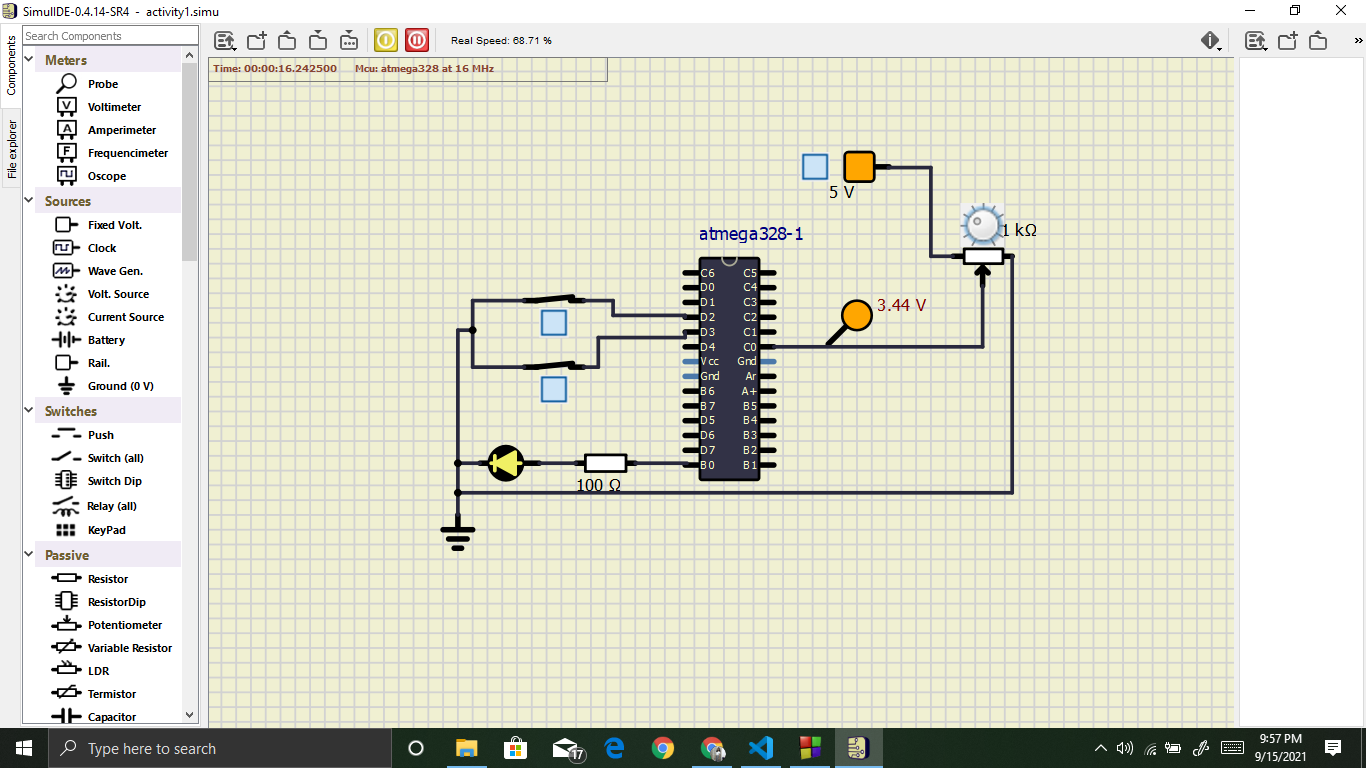 SimulIDE-0.4.14-SR4 - activity1.simu
Components
File explorer
Search Components
Meters
Probe
Voltimeter
Amperimeter
Frequencimeter
Oscope
Sources
Fixed Volt.
Clock
Wave Gen.
Volt. Source
Current Source
Battery
Rail.
Ground (0 V)
Switches
Push
Switch (all)
Switch Dip
Relay (all)
KeyPad
Passive
Resistor
ResistorDip
Potentiometer
Variable Resistor
LDR
Termistor
Capacitor
Real Speed: 68.71 %
»
Time: 00:00:16.242500 Mcu: atmega328 at 16 MHz
5 V
1 kΩ
atmega328-1
3.44 V
C6 C5
D0 C4
D1 C3
D2 C2
D3 C1
D4 C0
Vcc Gnd
Gnd Ar
B6 A+
B7 B5
D5 B4
D6 B3
D7 B2
B0 B1
100 Ω
V
A
F
Type here to search
17
9:57 PM
9/15/2021